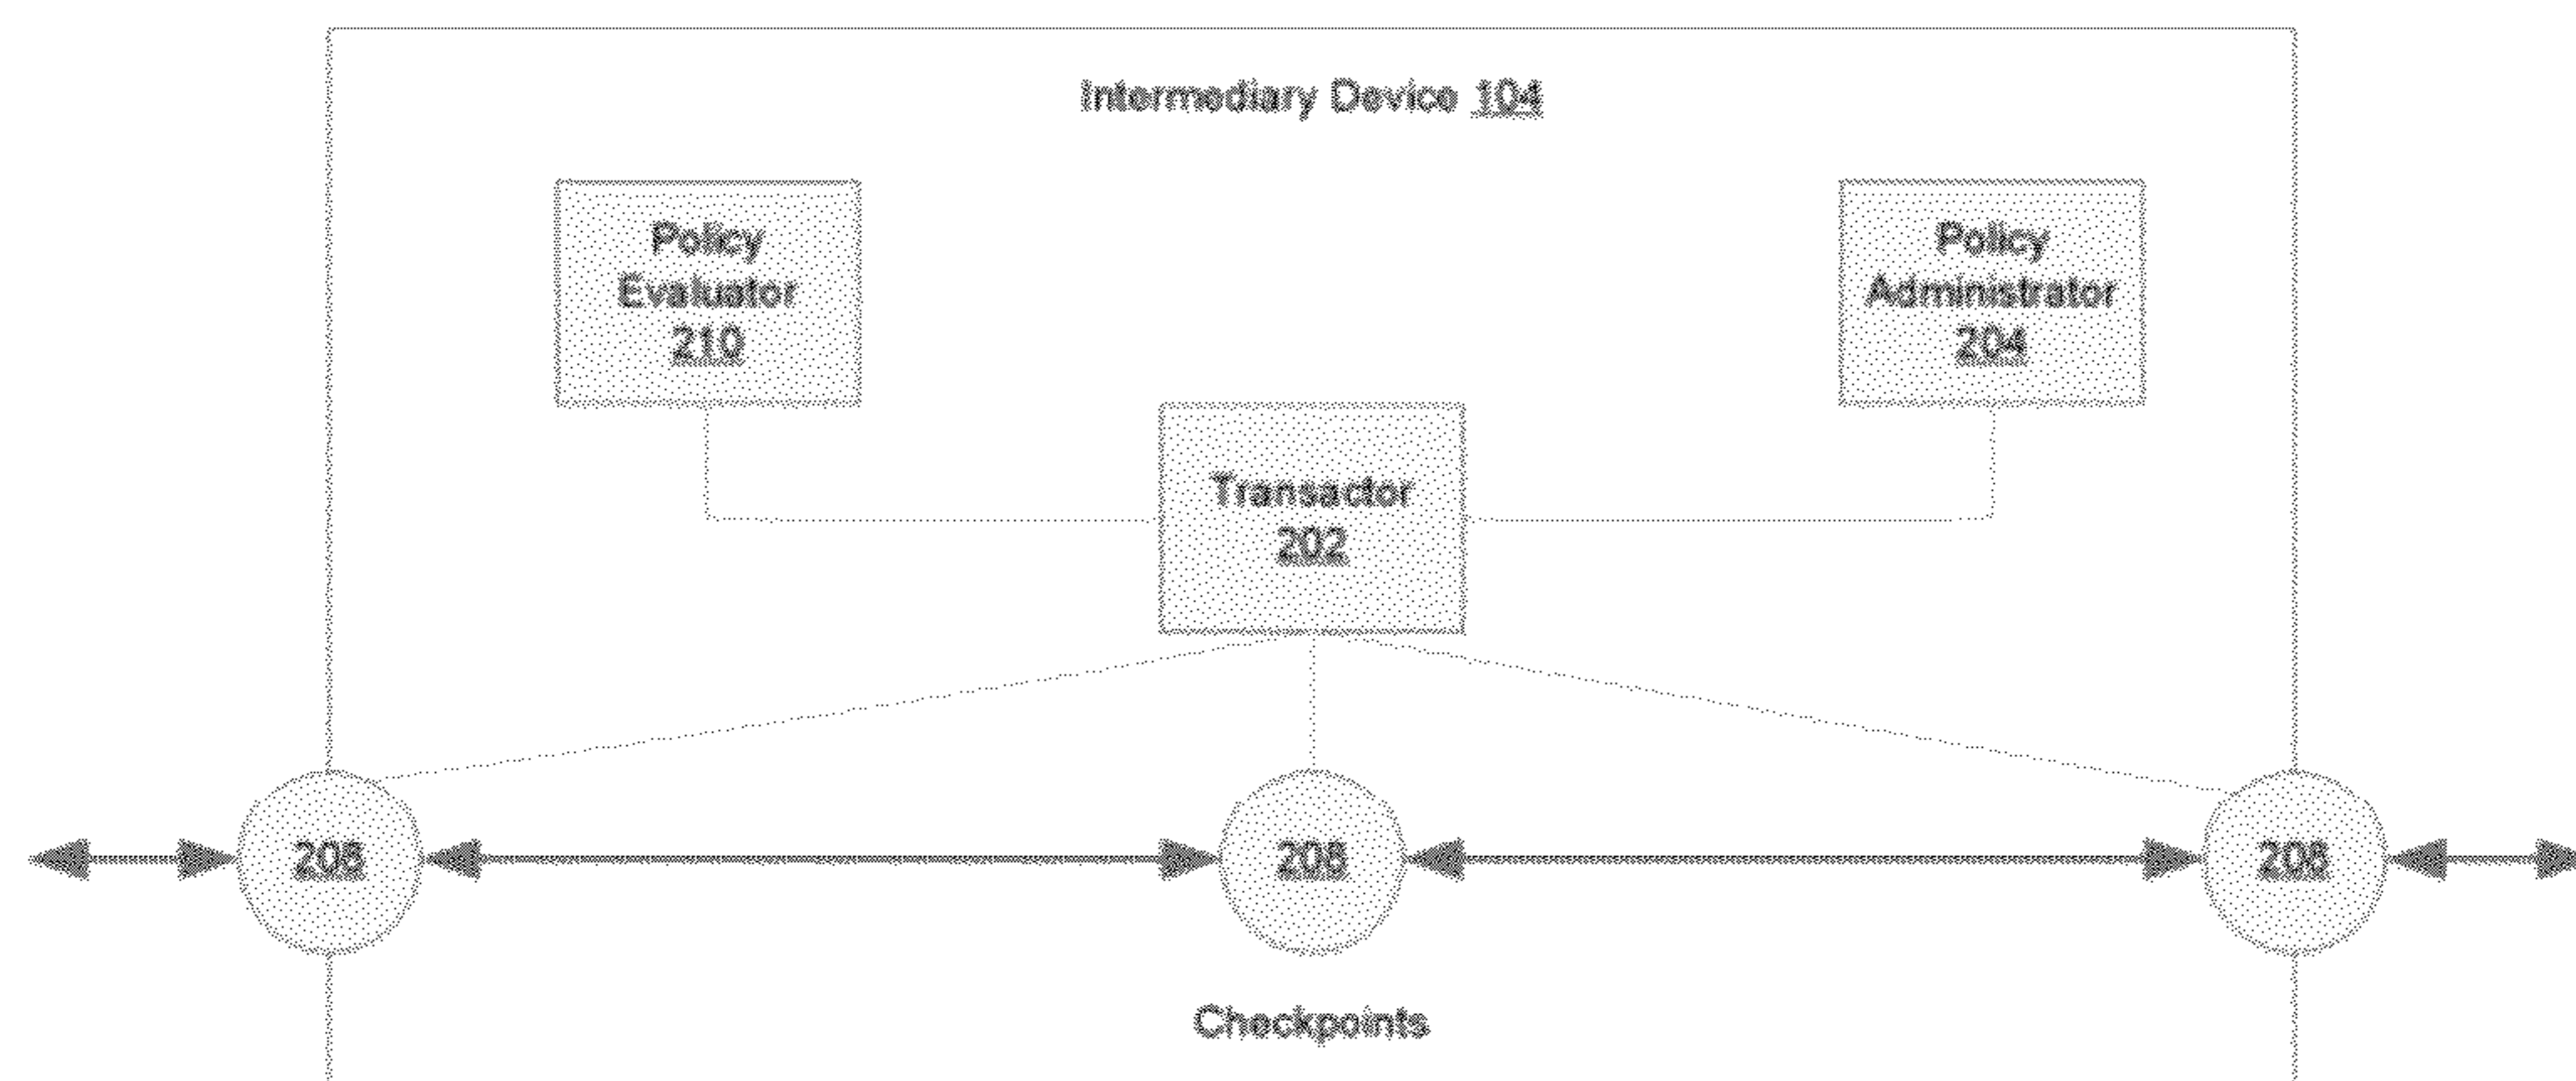 Intermediary Device 104
Policy
Evaluator
210
Policy
Administrator
204
Transactor
202
208
208
208
Checkpoints